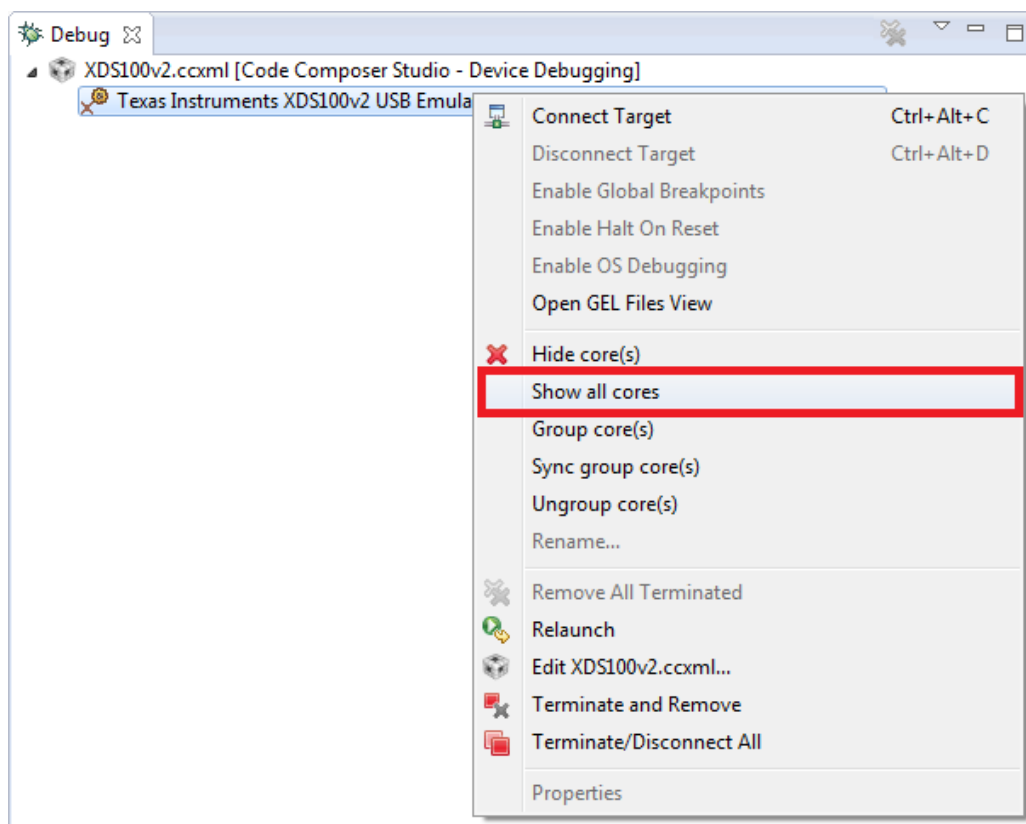 Debug
XDS100v2.ccxml [Code Composer Studio - Device Debugging]
Texas Instruments XDS100v2 USB Emula
Connect Target Ctrl+Alt+C
Disconnect Target Ctrl+Alt+D
Enable Global Breakpoints
Enable Halt On Reset
Enable OS Debugging
Open GEL Files View
Hide core(s)
Show all cores
Group core(s)
Sync group core(s)
Ungroup core(s)
Rename...
Remove All Terminated
Relaunch
Edit XDS100v2.ccxml...
Terminate and Remove
Terminate/Disconnect All
Properties